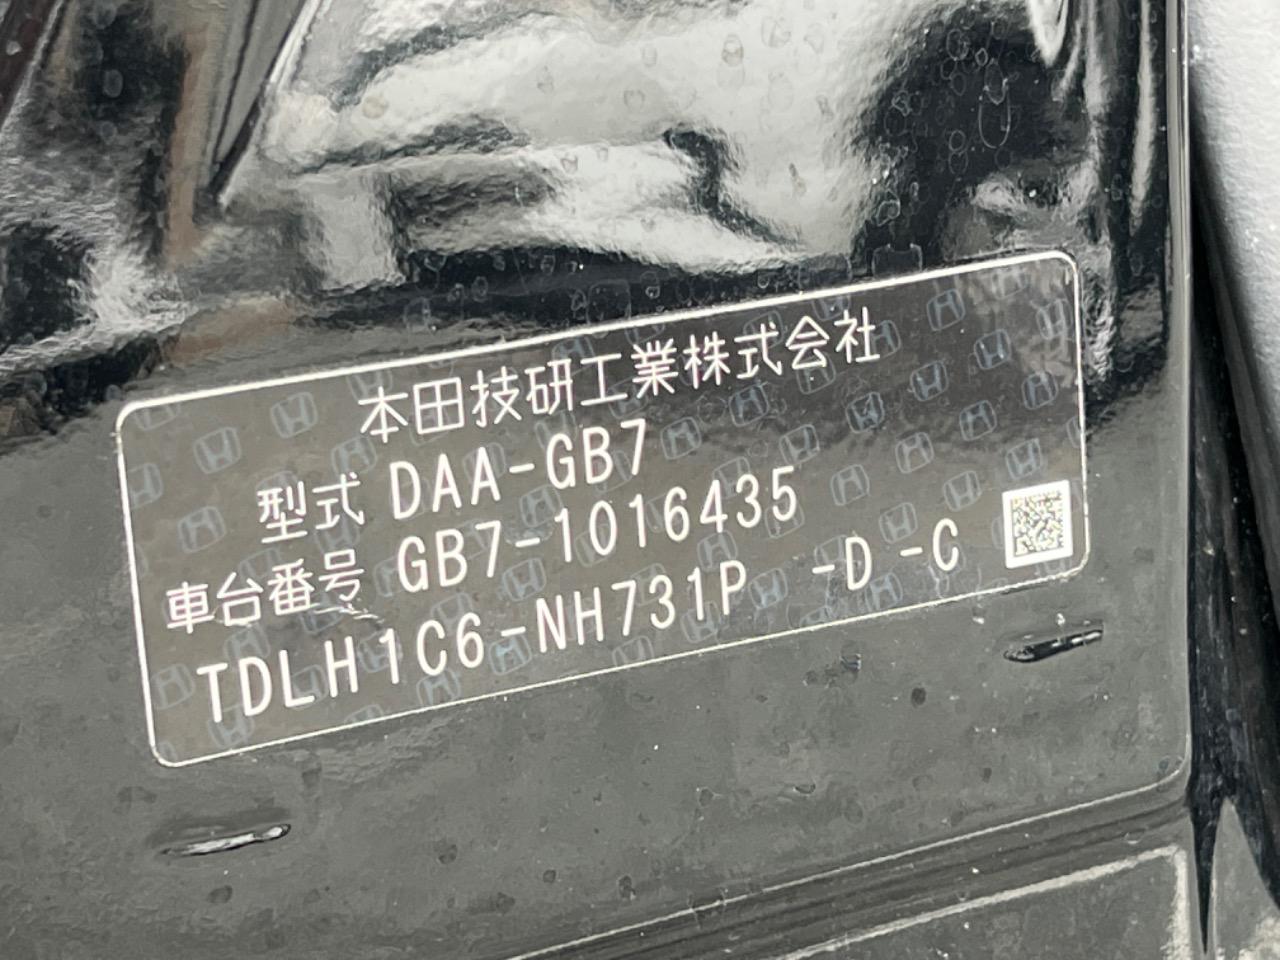 本田技研工業株式会社
型式 DAA-GB7
車台番号 GB7-1016435
TDLH1C6-NH731P -D -C